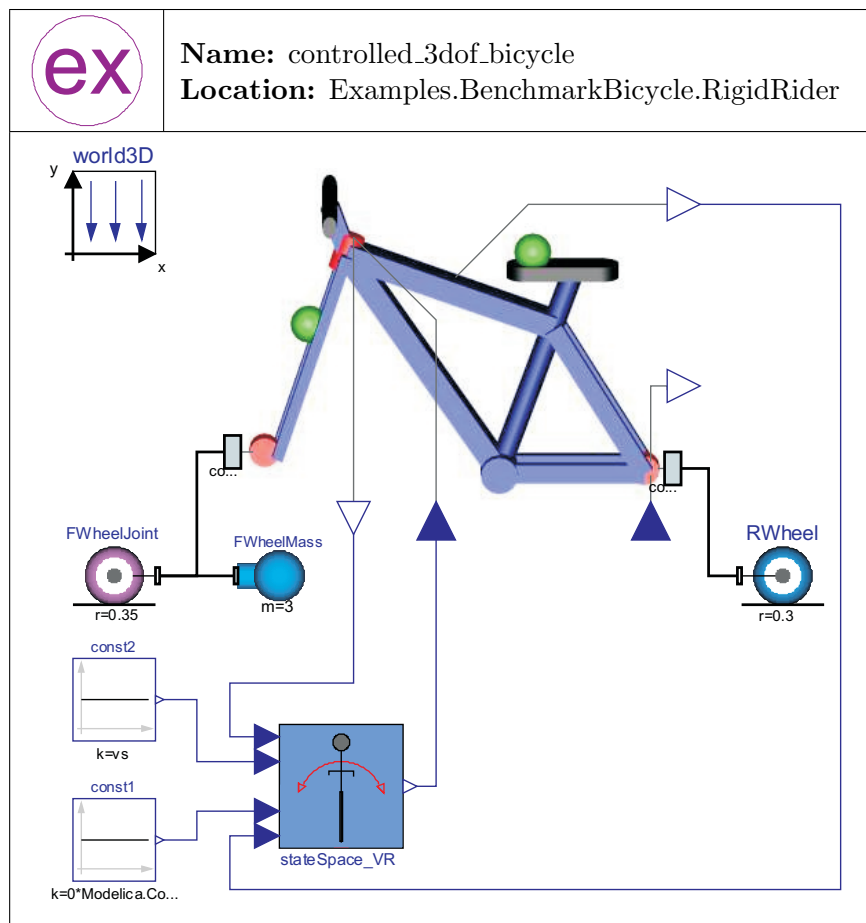 ex
Name: controlled_3dof_bicycle
Location: Examples.BenchmarkBicycle.RigidRider
world3D
y
x
co...
co...
FWheelJoint
FWheelMass
RWheel
r=0.35
m=3
r=0.3
const2
k=vs
const1
stateSpace_VR
k=0*Modelica.Co...